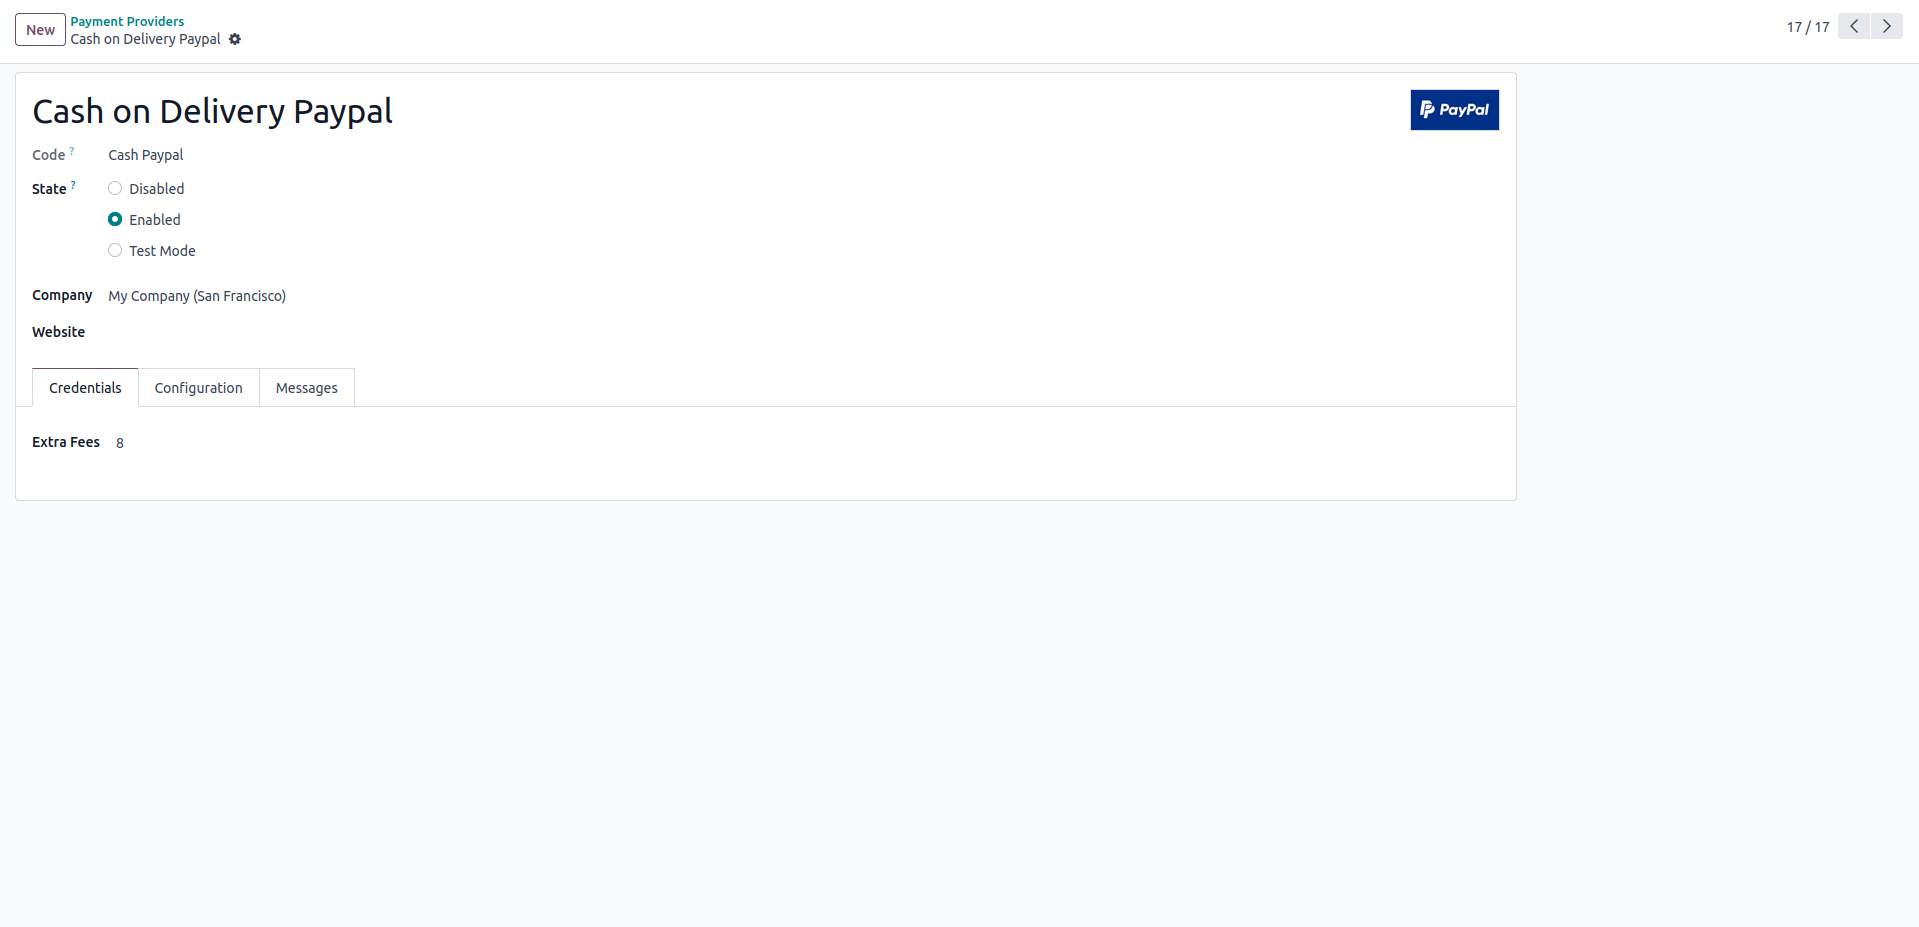 New
Payment Providers
Cash on Delivery Paypal
17 / 17
Cash on Delivery Paypal
PayPal
Code ?
Cash Paypal
State ?
Disabled
Enabled
Test Mode
Company
My Company (San Francisco)
Website
Credentials
Configuration
Messages
Extra Fees
8